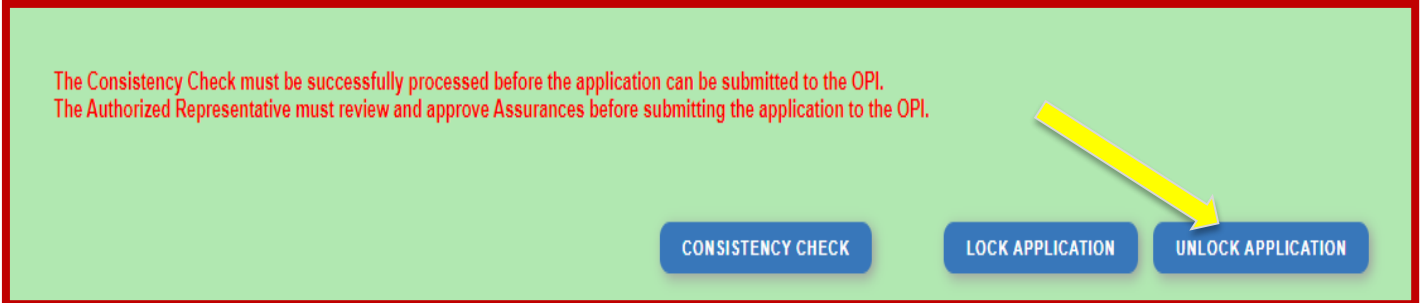 The Consistency Check must be successfully processed before the application can be submitted to the OPI.
The Authorized Representative must review and approve Assurances before submitting the application to the OPI.
CONSISTENCY CHECK LOCK APPLICATION UNLOCK APPLICATION